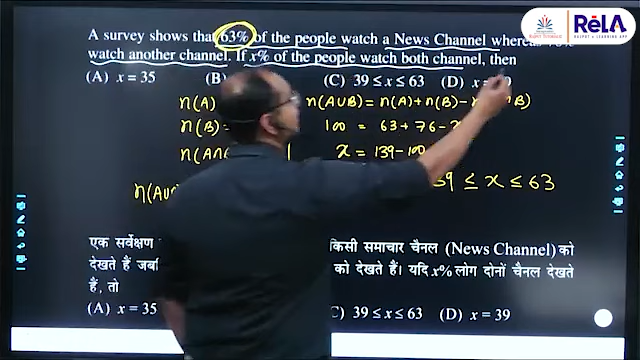 ReLA
A survey shows that 63% of the people watch a News Channel whereas
watch another channel. If x% of the people watch both channel, then
(A) x = 35 (C) 39 ≤ x ≤ 63 (D)
n(A) n(A∪B) = n(A) + n(B) −
n(B) = 100 = 63 + 76 −
x = 139 − 100
39 ≤ x ≤ 63
एक सर्वेक्षण किसी समाचार चैनल (News Channel) को
देखते हैं को देखते हैं। यदि x% लोग दोनों चैनल देखते
हैं, तो
(A) x = 35 39 ≤ x ≤ 63 (D) x = 39